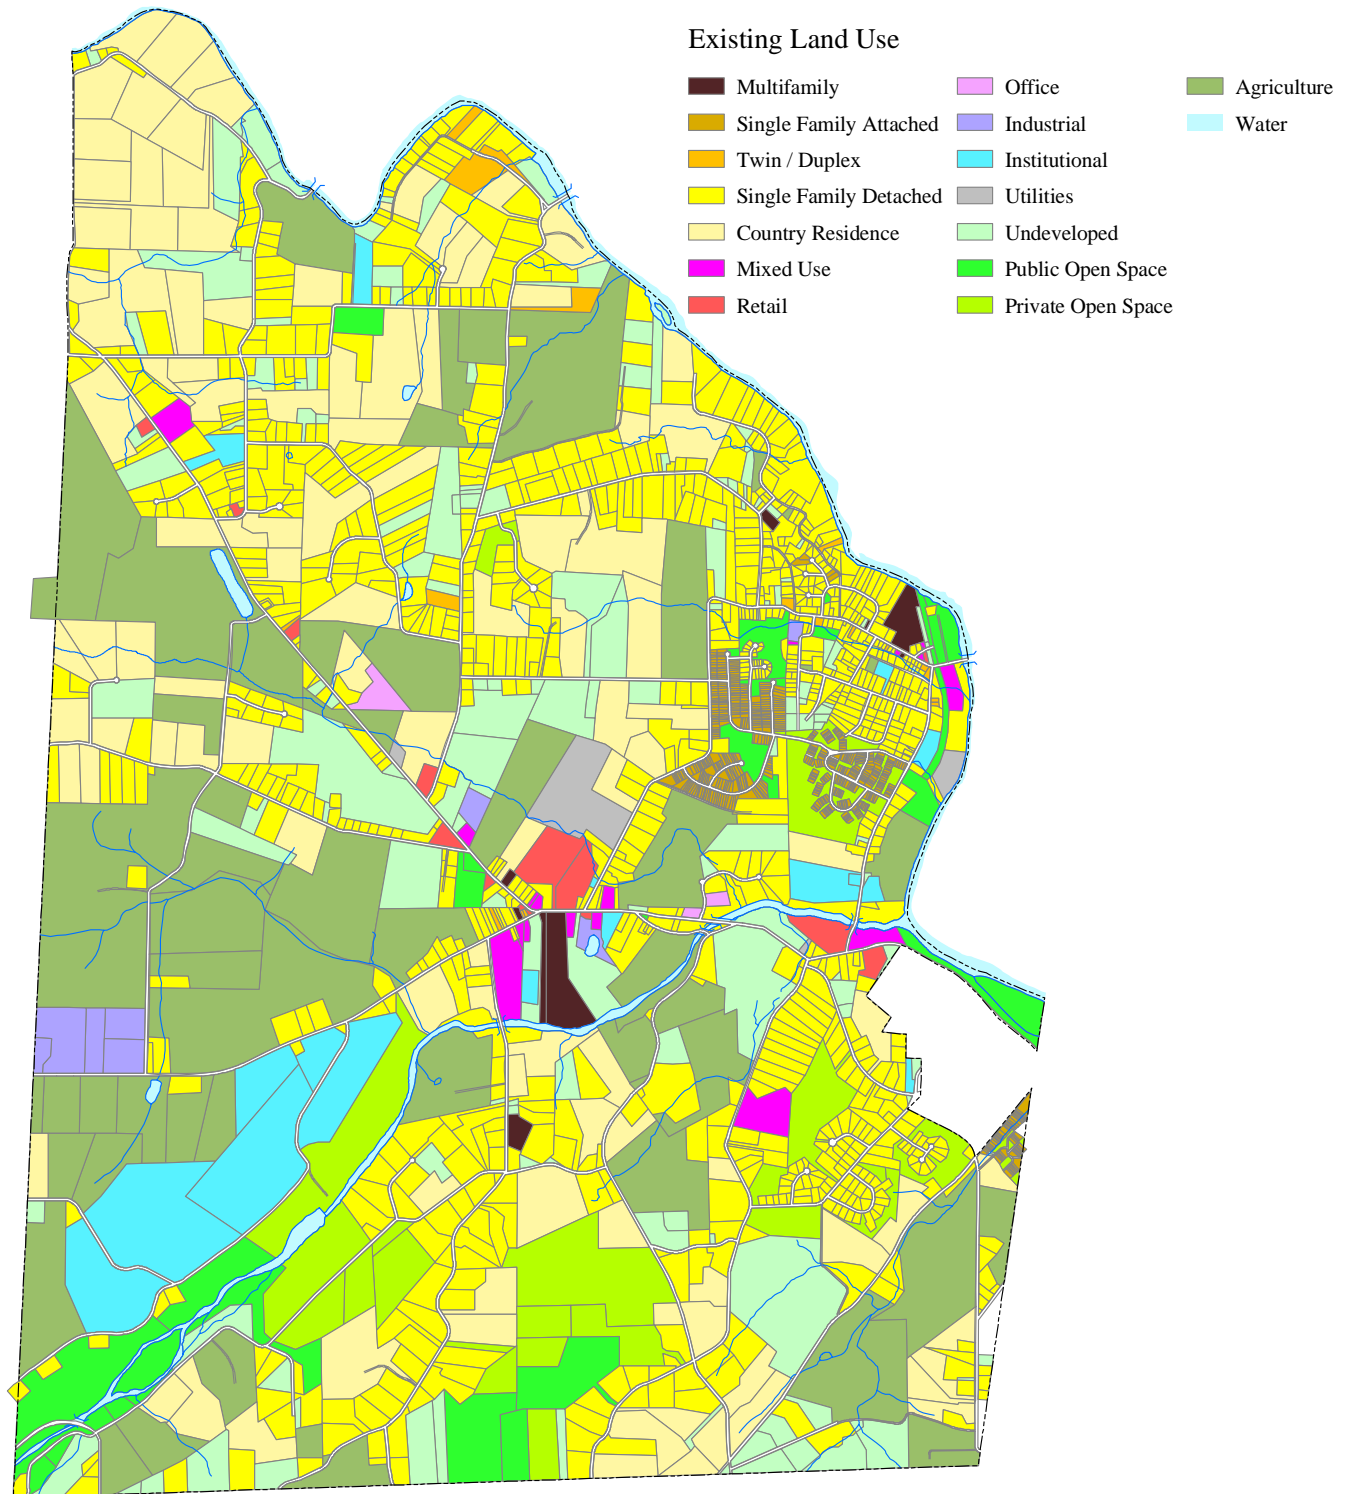 Existing Land Use
Multifamily
Single Family Attached
Twin / Duplex
Single Family Detached
Country Residence
Mixed Use
Retail
Office
Industrial
Institutional
Utilities
Undeveloped
Public Open Space
Private Open Space
Agriculture
Water